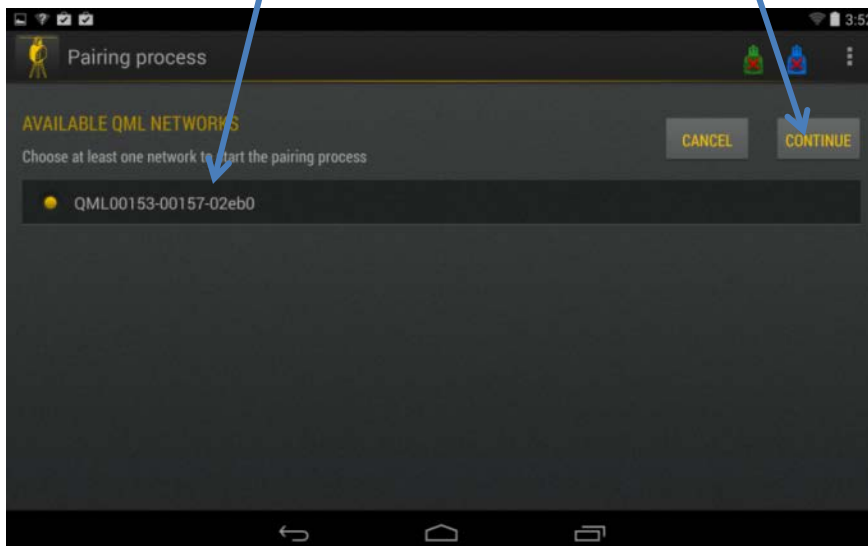 3:52
Pairing process
AVAILABLE QML NETWORKS
Choose at least one network to start the pairing process
CANCEL
CONTINUE
QML00153-00157-02eb0